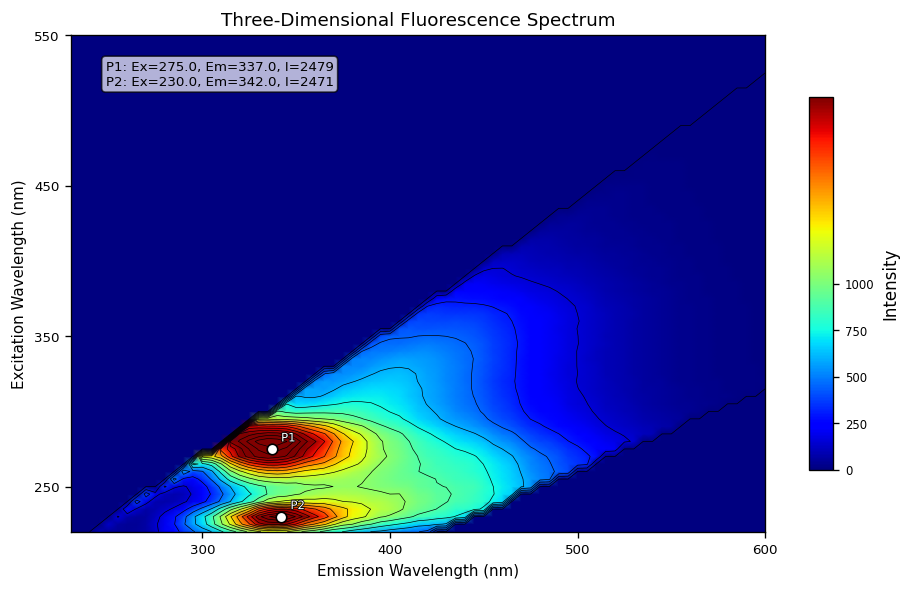 Three-Dimensional Fluorescence Spectrum
550
P1: Ex=275.0, Em=337.0, I=2479
P2: Ex=230.0, Em=342.0, I=2471
450
350
250
Excitation Wavelength (nm)
P1
P2
300
400
500
600
Emission Wavelength (nm)
1000
750
500
250
0
Intensity